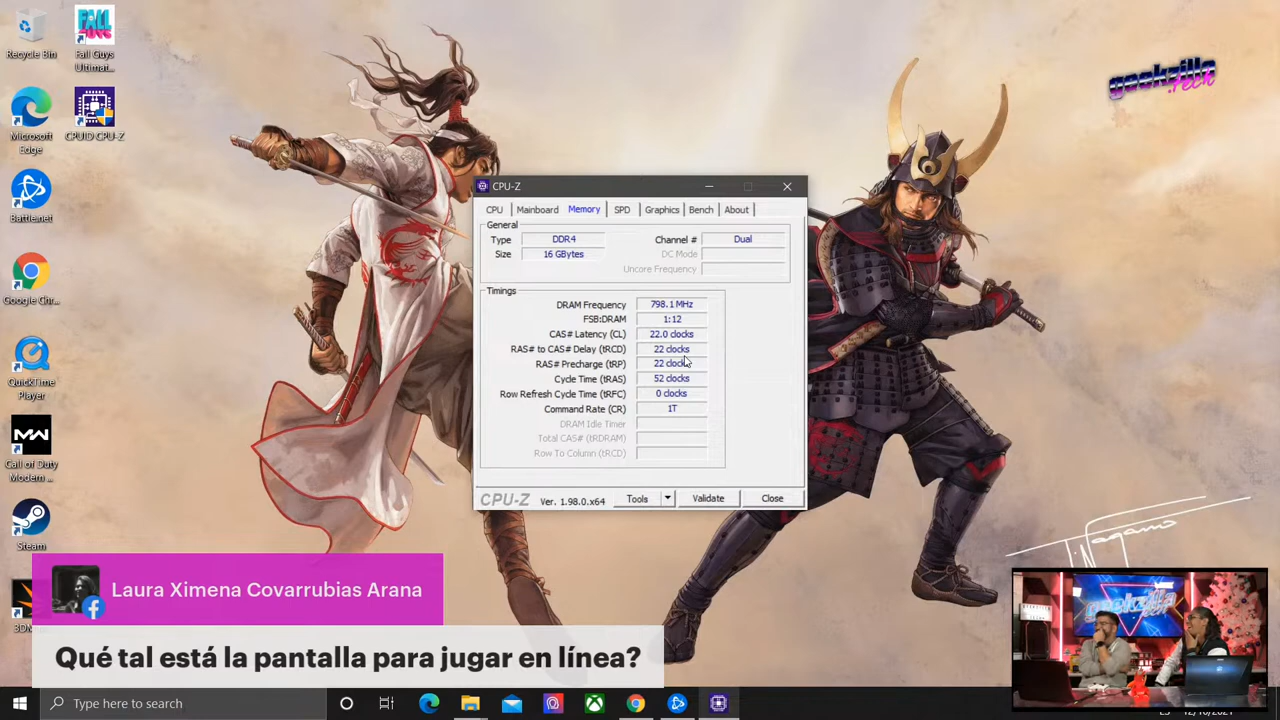 Recycle Bin
Fall Guys
Ultimat...
Microsoft
Edge
CPUID CPU-Z
Battle.net
Google Chr...
QuickTime
Player
Call of Duty
Modern ...
Steam
geekzilla
.tech
CPU-Z
CPU Mainboard Memory SPD Graphics Bench About
General
Type DDR4 Channel # Dual
Size 16 GBytes DC Mode
Uncore Frequency
Timings
DRAM Frequency 798.1 MHz
FSB:DRAM 1:12
CAS# Latency (CL) 22.0 clocks
RAS# to CAS# Delay (tRCD) 22 clocks
RAS# Precharge (tRP) 22 clocks
Cycle Time (tRAS) 52 clocks
Row Refresh Cycle Time (tRFC) 0 clocks
Command Rate (CR) 1T
DRAM Idle Timer
Total CAS# (tRDRAM)
Row To Column (tRCD)
CPU-Z Ver. 1.98.0.x64 Tools Validate Close
T. Nagano
Laura Ximena Covarrubias Arana
Qué tal está la pantalla para jugar en línea?
geekzilla
Type here to search